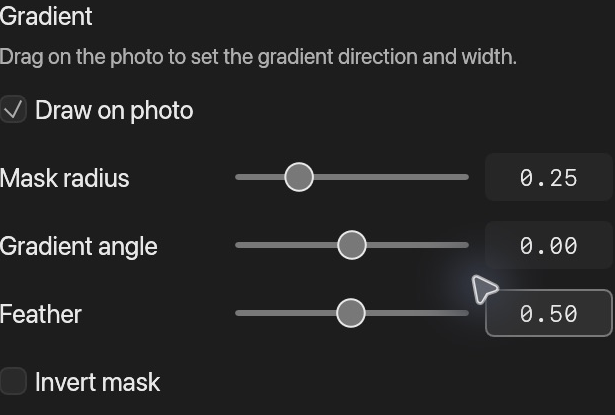 Gradient
Drag on the photo to set the gradient direction and width.
Draw on photo
Mask radius 0.25
Gradient angle 0.00
Feather 0.50
Invert mask